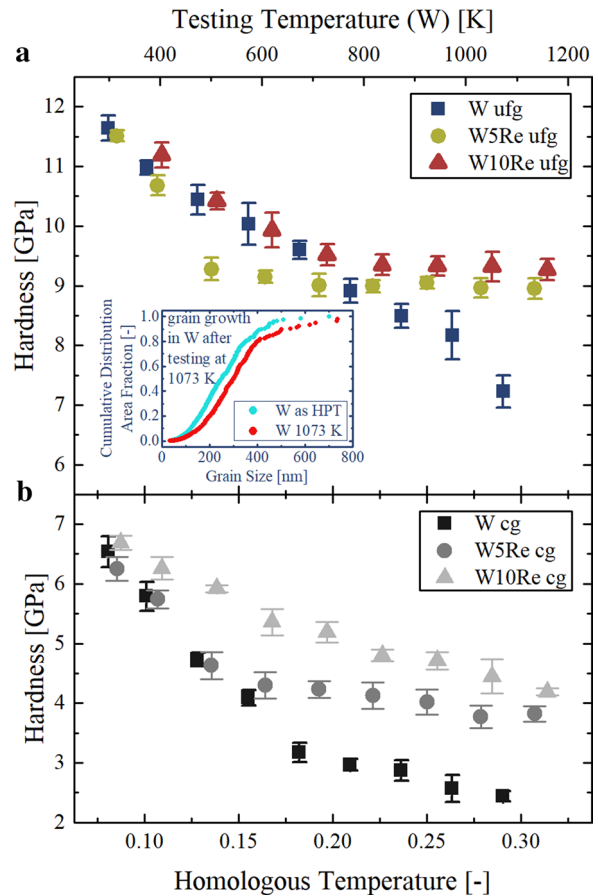 Testing Temperature (W) [K]
400 600 800 1000 1200
a
12
11
10
9
8
7
6
Hardness [GPa]
W ufg
W5Re ufg
W10Re ufg
Cumulative Distribution
Area Fraction [-]
1.0
0.8
0.6
0.4
0.2
0.0
grain growth
in W after
testing at
1073 K
W as HPT
W 1073 K
0 200 400 600 800
Grain Size [nm]
b
7
6
5
4
3
2
Hardness [GPa]
W cg
W5Re cg
W10Re cg
0.10 0.15 0.20 0.25 0.30
Homologous Temperature [-]